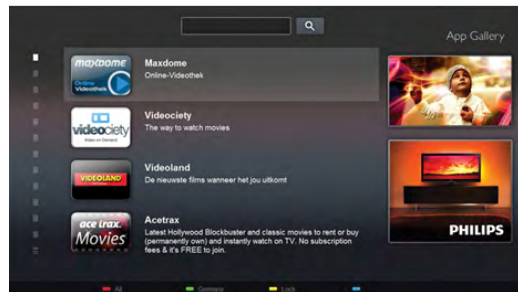 App Gallery
maxdome
Online
Videothek
Maxdome
Online-Videothek
videociety
Video on Demand
Videociety
The way to watch movies
VIDEOLAND
Videoland
De nieuwste films wanneer het jou uitkomt
ace trax.
Movies
Acetrax
Latest Hollywood Blockbuster and classic movies to rent or buy
(permanently own) and instantly watch on TV. No subscription
fees & it's FREE to join.
PHILIPS
All
Germany
Lock